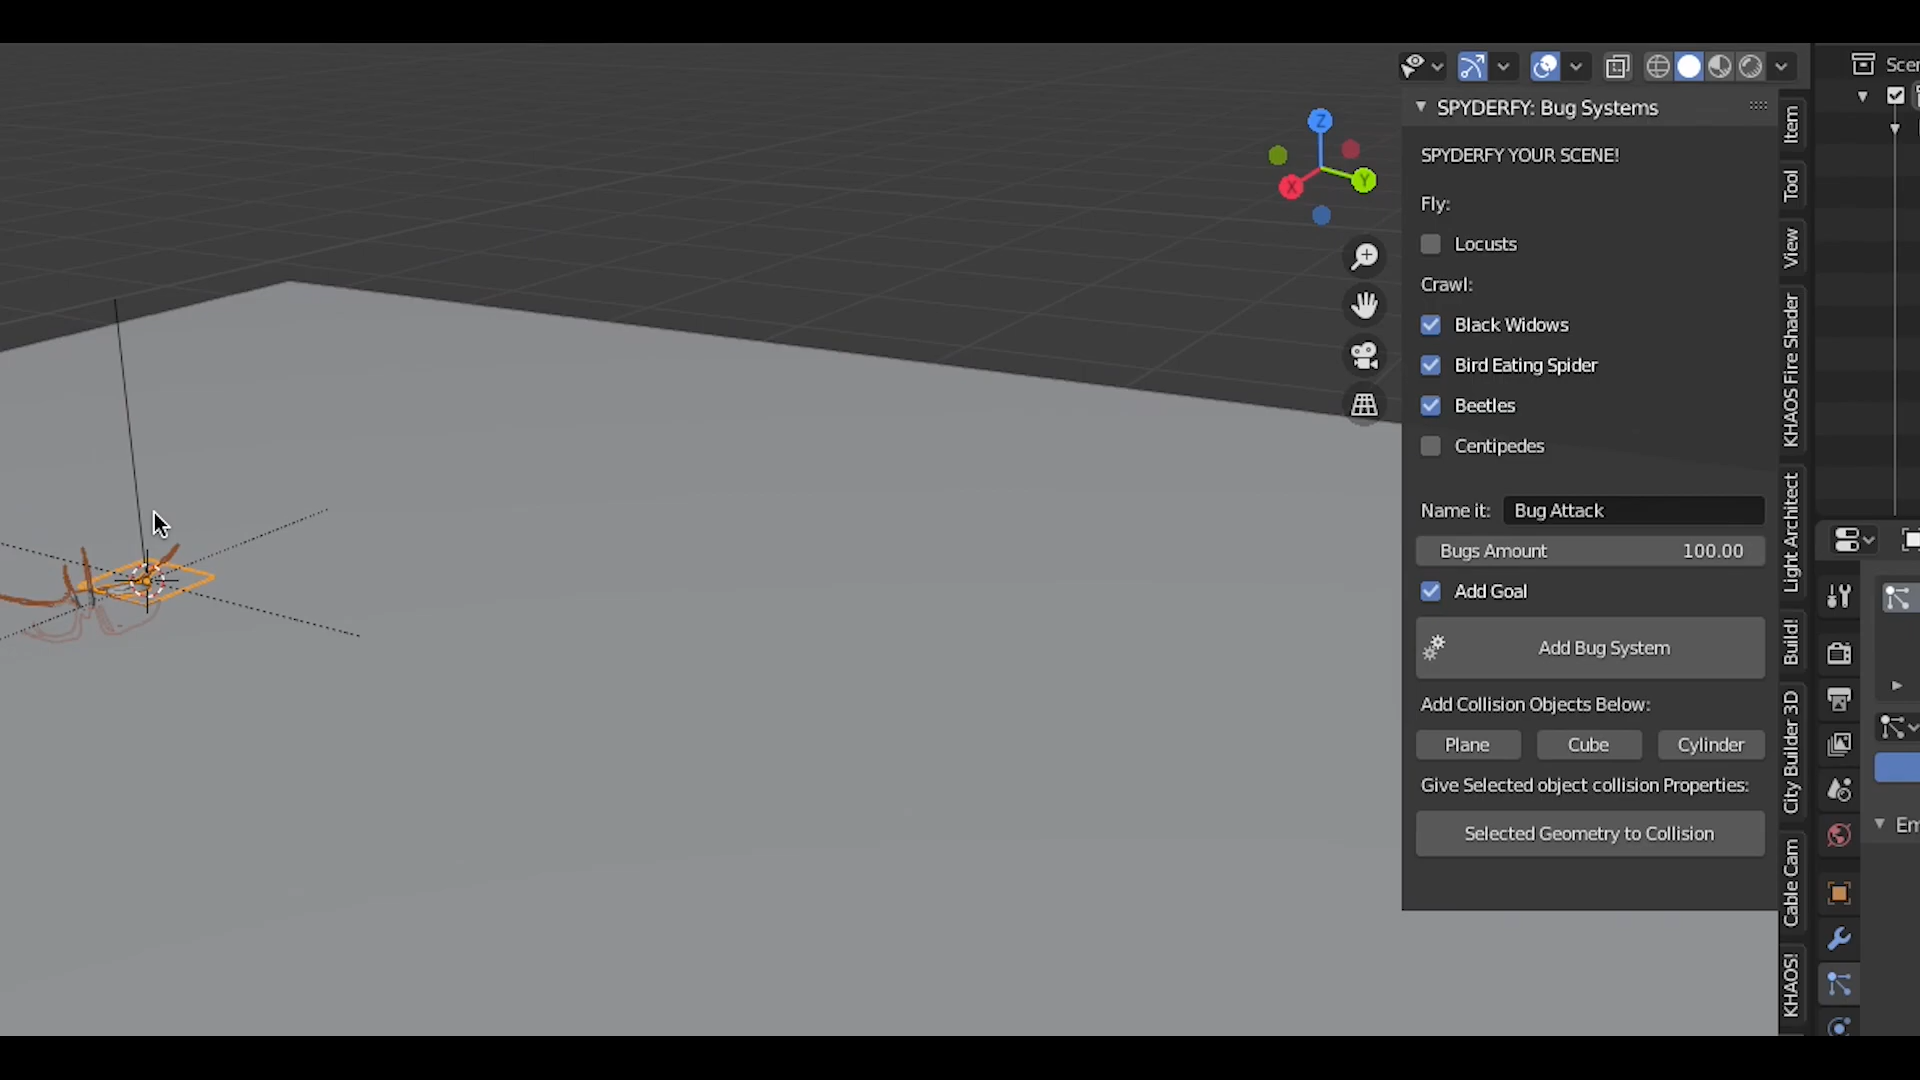 Scen
SPYDERFY: Bug Systems
SPYDERFY YOUR SCENE!
Fly:
Locusts
Crawl:
Black Widows
Bird Eating Spider
Beetles
Centipedes
Name it: Bug Attack
Bugs Amount 100.00
Add Goal
Add Bug System
Add Collision Objects Below:
Plane Cube Cylinder
Give Selected object collision Properties:
Selected Geometry to Collision
Z
Y
X
Item
Tool
View
KHAOS Fire Shader
Light Architect
Build!
City Builder 3D
Cable Cam
KHAOS!
Em